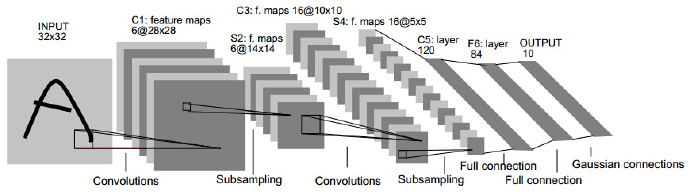 INPUT
32x32
C1: feature maps
6@28x28
S2: f. maps
6@14x14
C3: f. maps 16@10x10
S4: f. maps 16@5x5
C5: layer
120
F6: layer
84
OUTPUT
10
A
Convolutions
Subsampling
Convolutions
Subsampling
Full connection
Full connection
Gaussian connections